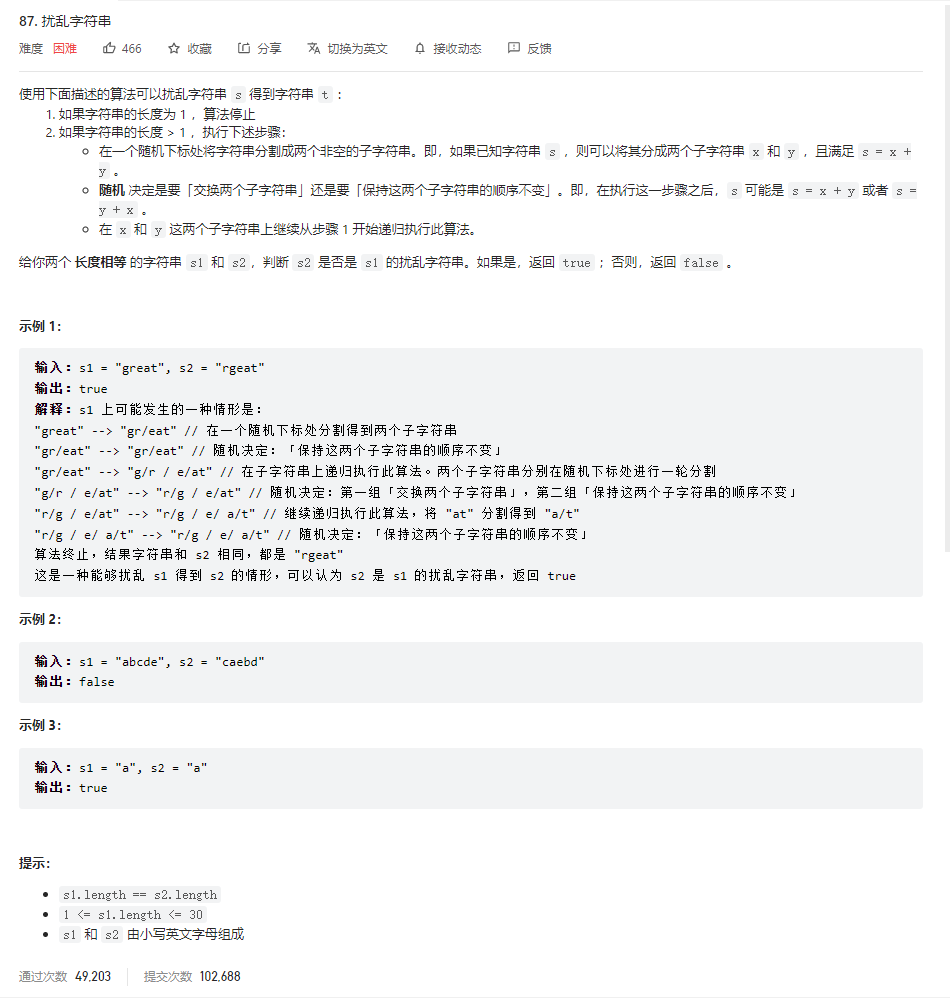 87. 扰乱字符串
难度 困难 466 收藏 分享 切换为英文 接收动态 反馈
使用下面描述的算法可以扰乱字符串 s 得到字符串 t ：
1. 如果字符串的长度为 1 ，算法停止
2. 如果字符串的长度 > 1 ，执行下述步骤：
在一个随机下标处将字符串分割成两个非空的子字符串。即，如果已知字符串 s ，则可以将其分成两个子字符串 x 和 y ，且满足 s = x +
y 。
随机 决定是要「交换两个子字符串」还是要「保持这两个子字符串的顺序不变」。即，在执行这一步骤之后， s 可能是 s = x + y 或者 s =
y + x 。
在 x 和 y 这两个子字符串上继续从步骤 1 开始递归执行此算法。
给你两个 长度相等 的字符串 s1 和 s2，判断 s2 是否是 s1 的扰乱字符串。如果是，返回 true ；否则，返回 false 。
示例 1：
输入：s1 = "great", s2 = "rgeat"
输出：true
解释：s1 上可能发生的一种情形是：
"great" --> "gr/eat" // 在一个随机下标处分割得到两个子字符串
"gr/eat" --> "gr/eat" // 随机决定：「保持这两个子字符串的顺序不变」
"gr/eat" --> "g/r / e/at" // 在子字符串上递归执行此算法。两个子字符串分别在随机下标处进行一轮分割
"g/r / e/at" --> "r/g / e/at" // 随机决定：第一组「交换两个子字符串」，第二组「保持这两个子字符串的顺序不变」
"r/g / e/at" --> "r/g / e/ a/t" // 继续递归执行此算法，将 "at" 分割得到 "a/t"
"r/g / e/ a/t" --> "r/g / e/ a/t" // 随机决定：「保持这两个子字符串的顺序不变」
算法终止，结果字符串和 s2 相同，都是 "rgeat"
这是一种能够扰乱 s1 得到 s2 的情形，可以认为 s2 是 s1 的扰乱字符串，返回 true
示例 2：
输入：s1 = "abcde", s2 = "caebd"
输出：false
示例 3：
输入：s1 = "a", s2 = "a"
输出：true
提示：
s1.length == s2.length
1 <= s1.length <= 30
s1 和 s2 由小写英文字母组成
通过次数 49,203 提交次数 102,688